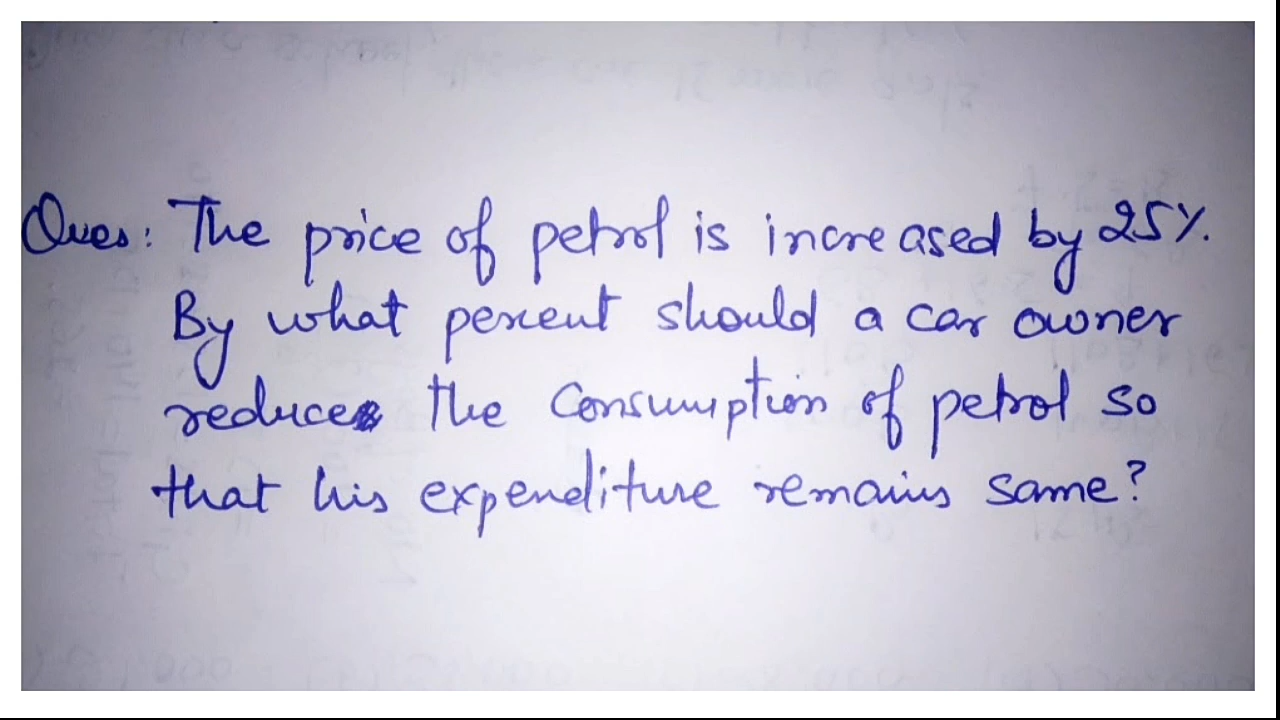 Ques: The price of petrol is increased by 25%.
By what percent should a car owner
reduce the consumption of petrol so
that his expenditure remains same?